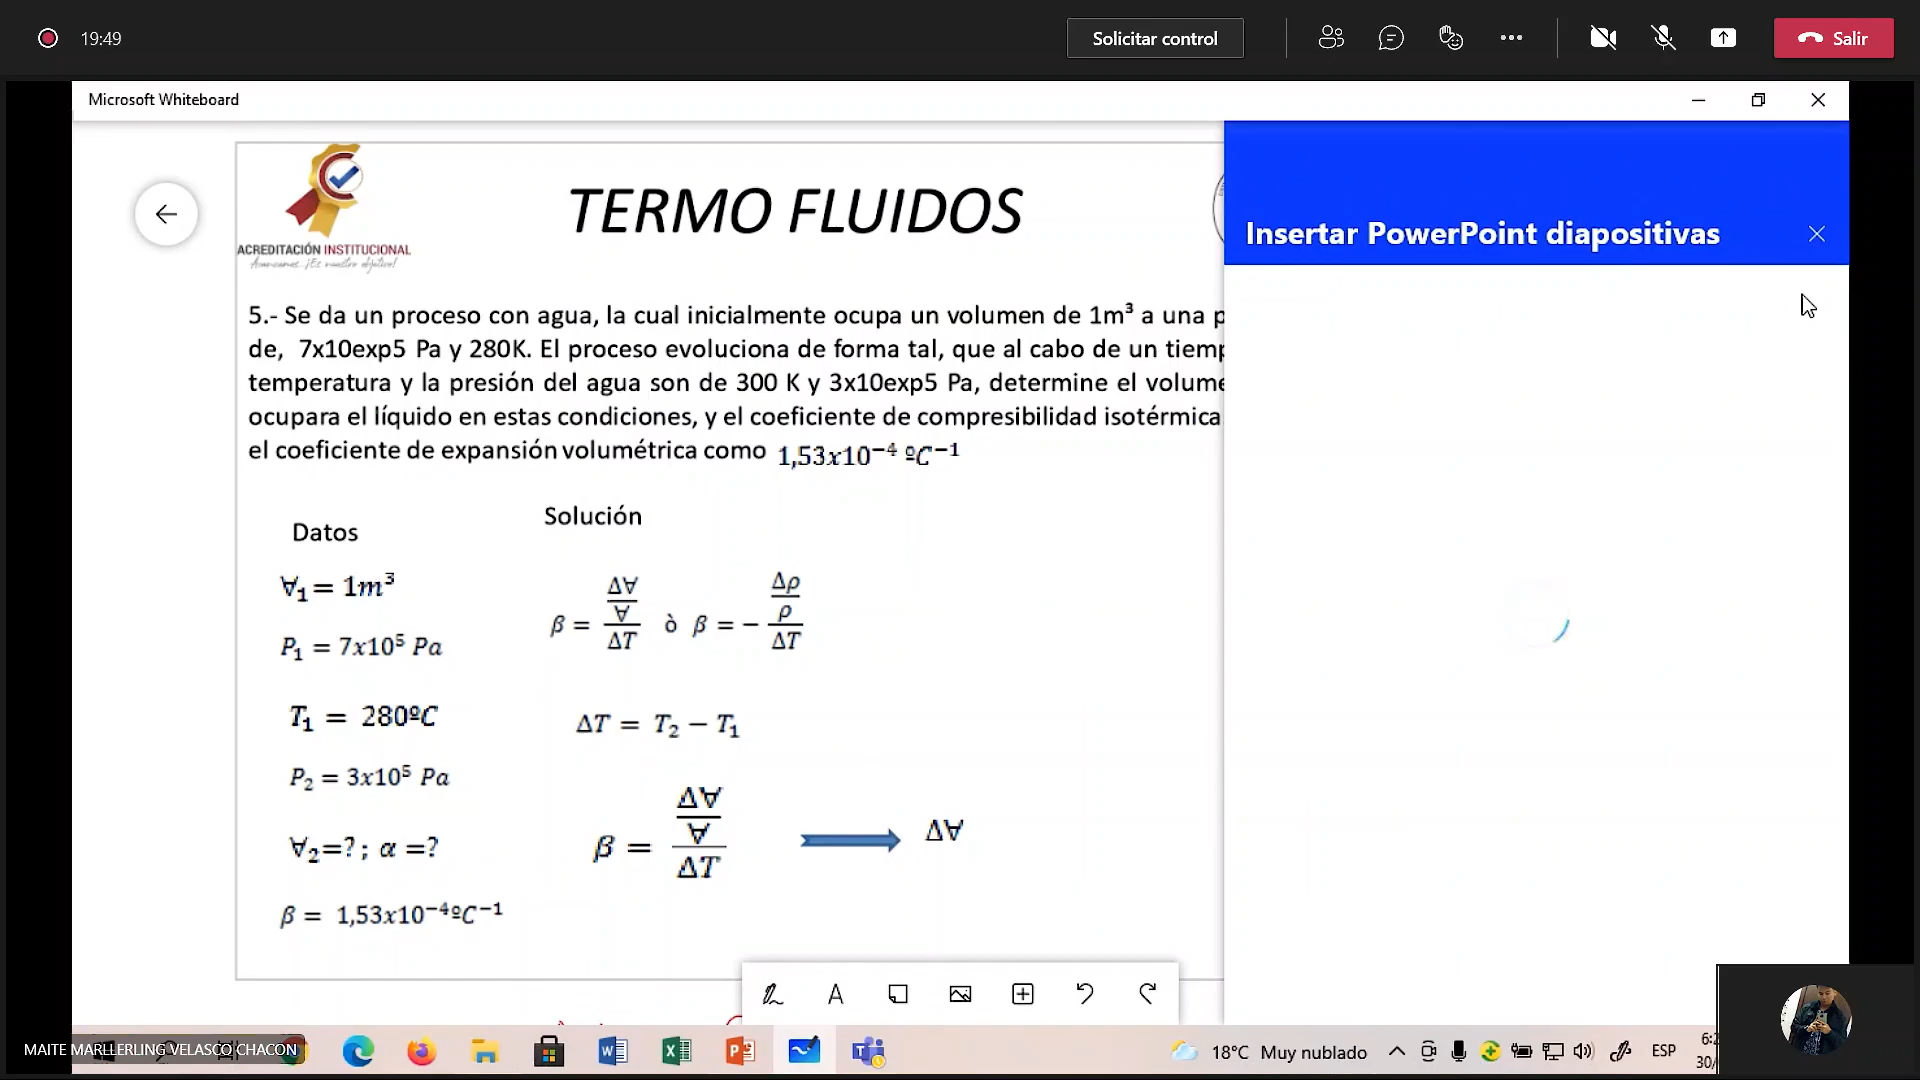 19:49
Solicitar control
Salir
Microsoft Whiteboard
ACREDITACIÓN INSTITUCIONAL
Avancemos ¡Es nuestro objetivo!
TERMO FLUIDOS
Insertar PowerPoint diapositivas
5.- Se da un proceso con agua, la cual inicialmente ocupa un volumen de 1m³ a una
de, 7x10exp5 Pa y 280K. El proceso evoluciona de forma tal, que al cabo de un
temperatura y la presión del agua son de 300 K y 3x10exp5 Pa, determine el
ocupara el líquido en estas condiciones, y el coeficiente de compresibilidad isotérmica
el coeficiente de expansión volumétrica como 1,53x10⁻⁴ ºC⁻¹
Datos
Solución
∀₁ = 1m³
β = ((Δ∀/∀)/ΔT) ò β = − ((Δρ/ρ)/ΔT)
P₁ = 7x10⁵ Pa
T₁ = 280ºC
ΔT = T₂ − T₁
P₂ = 3x10⁵ Pa
∀₂=? ; α =?
β = ((Δ∀/∀)/ΔT) Δ∀
β = 1,53x10⁻⁴ºC⁻¹
MAITE MARLLERLING VELASCO CHACON
18°C Muy nublado
ESP